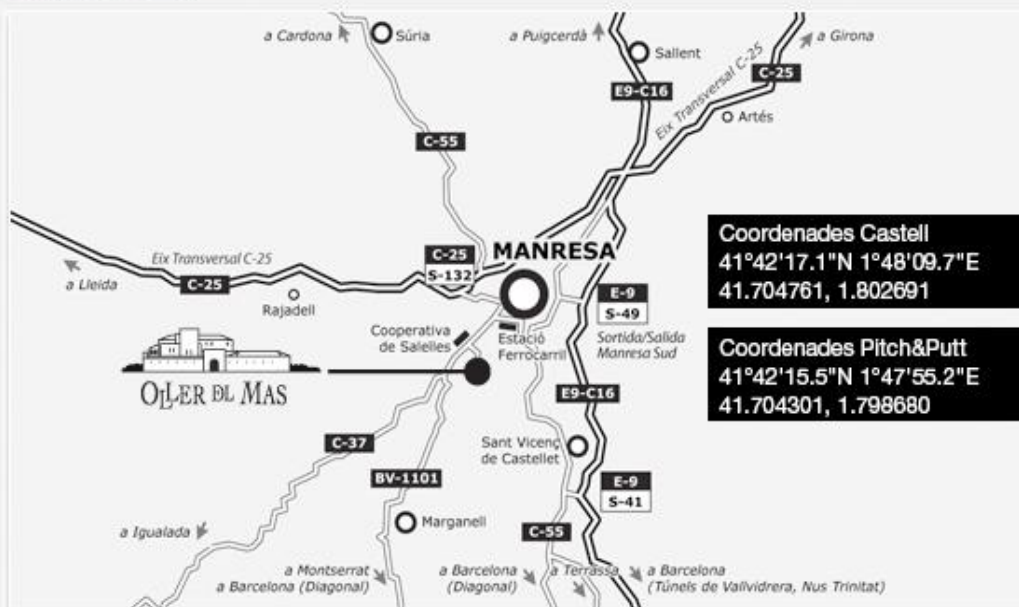 a Cardona
Súria
a Puigcerdà
Sallent
a Girona
C-25
Eix Transversal C-25
E9-C16
Artés
C-55
MANRESA
C-25
S-132
Eix Transversal C-25
a Lleida
C-25
Rajadell
Coordenades Castell
41°42'17.1"N 1°48'09.7"E
41.704761, 1.802691
E-9
S-49
Sortida/Salida
Manresa Sud
Cooperativa
de Salelles
Estació
Ferrocarril
Coordenades Pitch&Putt
41°42'15.5"N 1°47'55.2"E
41.704301, 1.798680
OLLER DL MAS
E9-C16
C-37
Sant Vicenç
de Castellet
BV-1101
E-9
S-41
Marganell
C-55
a Igualada
a Montserrat
a Barcelona (Diagonal)
a Barcelona
(Diagonal)
a Terrassa
a Barcelona
(Túnels de Vallvidrera, Nus Trinitat)